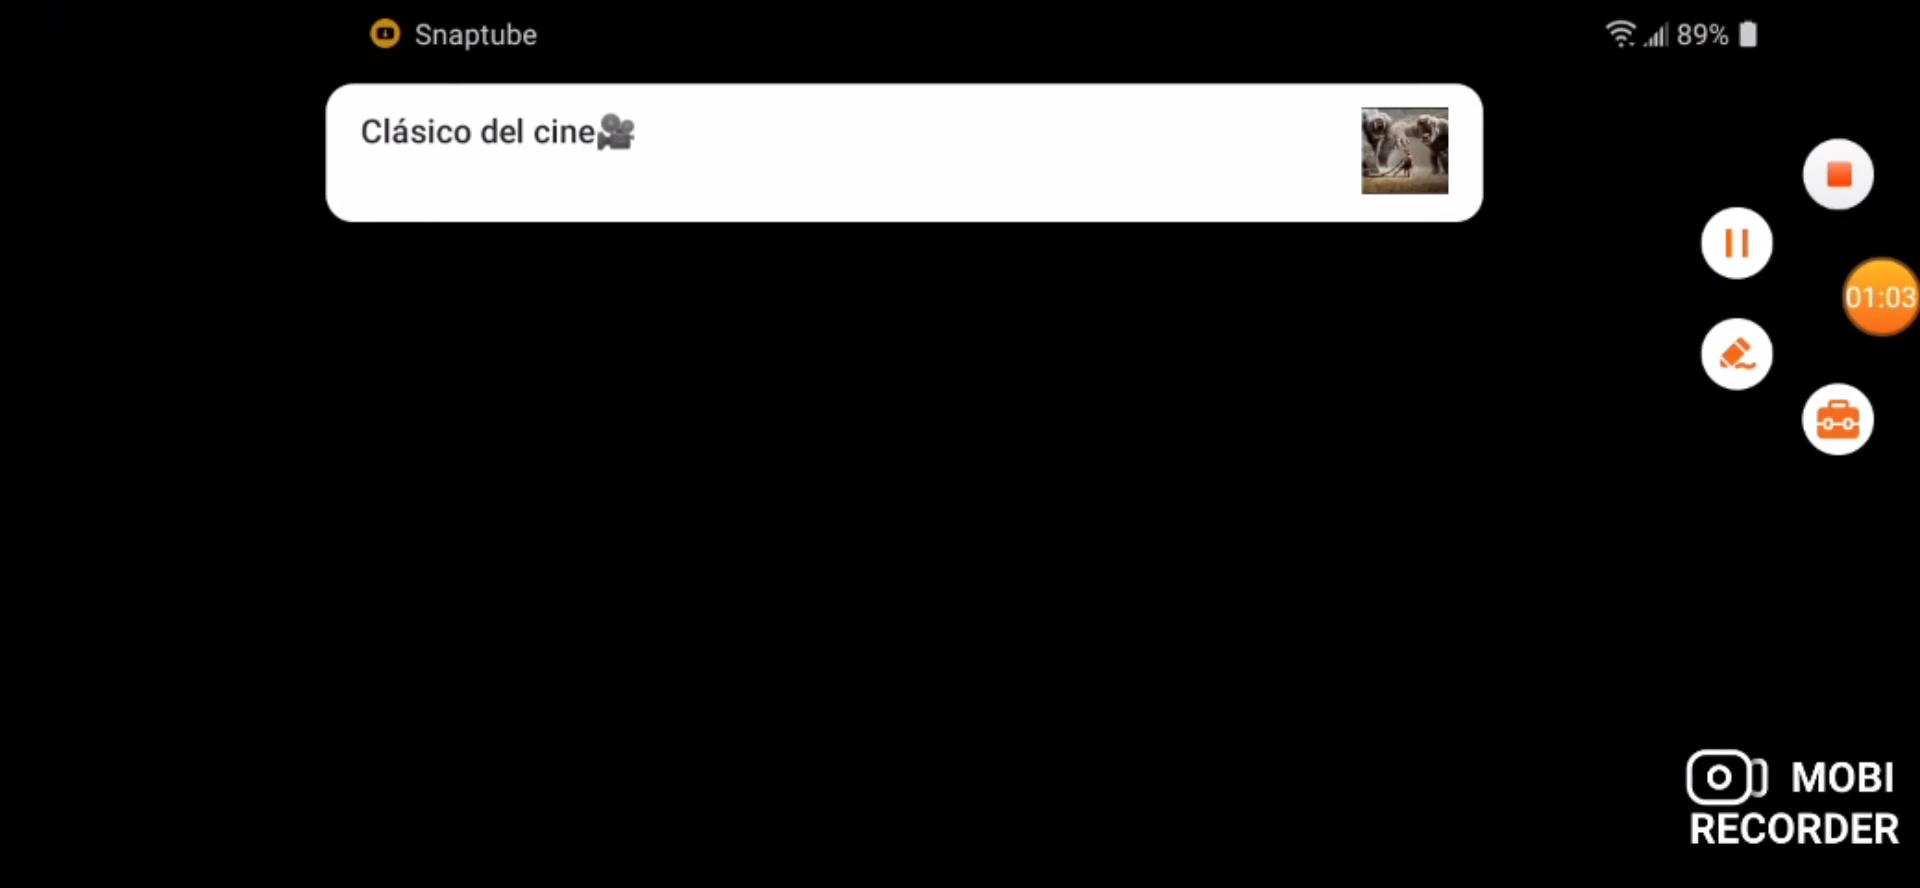 Snaptube
89%
Clásico del cine🎥
01:03
MOBI
RECORDER